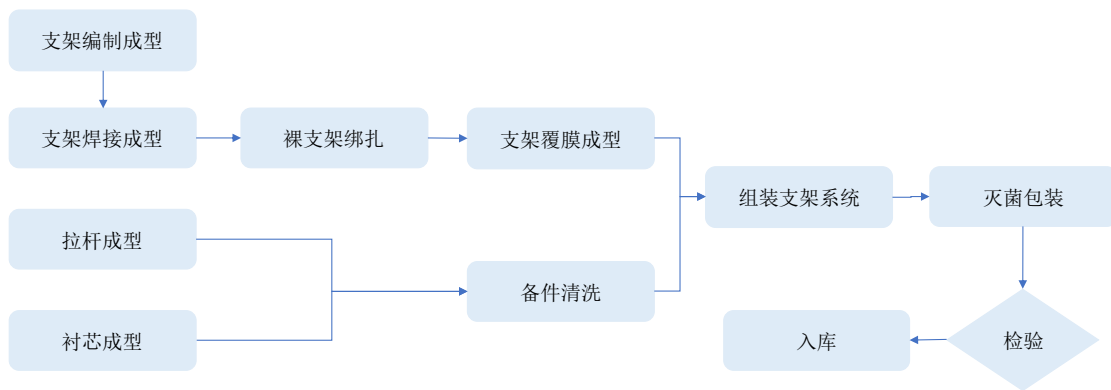 支架编制成型
支架焊接成型
裸支架绑扎
支架覆膜成型
组装支架系统
灭菌包装
拉杆成型
备件清洗
衬芯成型
入库
检验